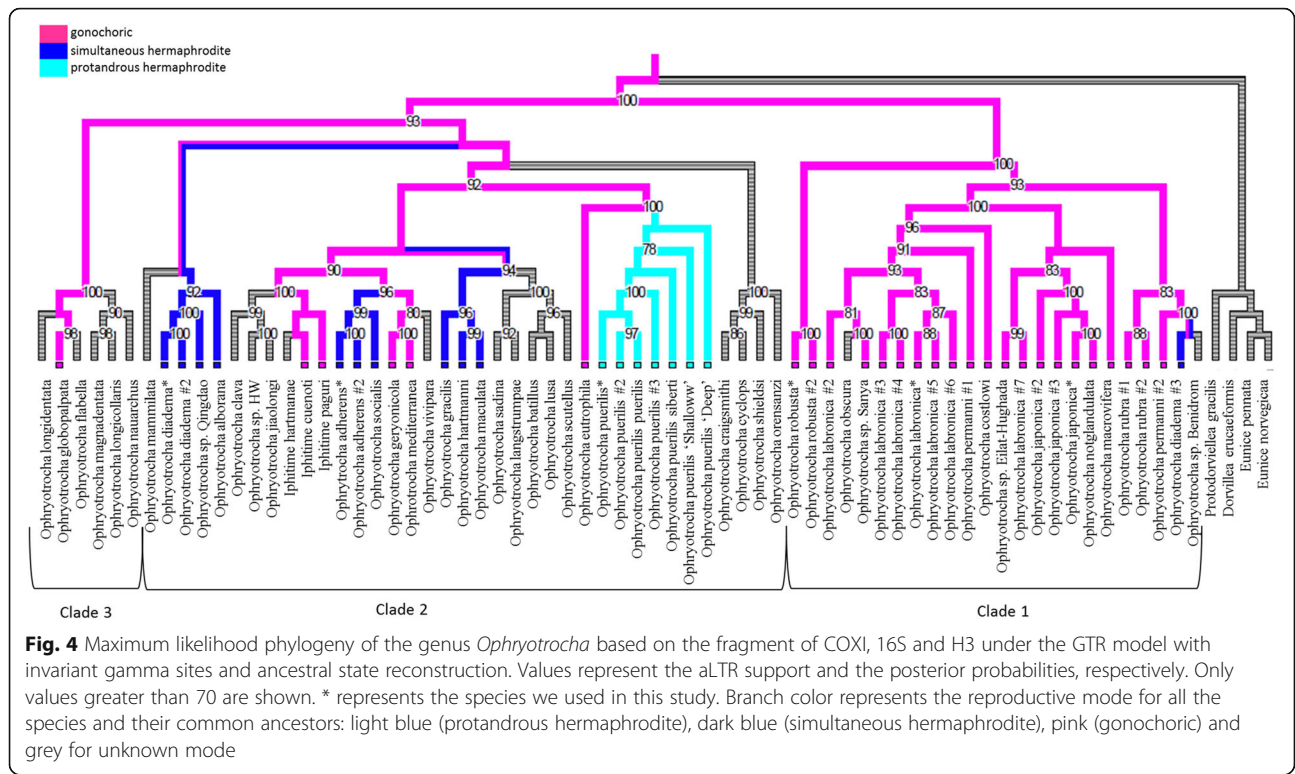 gonochoric
simultaneous hermaphrodite
protandrous hermaphrodite
100
93
100
92
93
100
100
96
78
91
90
94
93
83
100
92
100
96
100
100
99
83
100
83
90
100
99
80
96
96
99
97
86
81
87
100
100
98
98
100
99
100
100
100
99
92
100
100
88
99
100
88
Ophryotrocha longidentata
Ophryotrocha globopalpata
Ophryotrocha flabella
Ophryotrocha magnadentata
Ophryotrocha longicollaris
Ophryotrocha nauarchus
Ophryotrocha mammillata
Ophryotrocha diadema*
Ophryotrocha diadema #2
Ophryotrocha sp. Qingdao
Ophryotrocha alborana
Ophryotrocha clava
Ophryotrocha sp. HW
Ophryotrocha jiaolongi
Iphitime hartmanae
Iphitime cuenoti
Iphitime paguri
Ophrytrocha adherens*
Ophryotrocha adherens #2
Ophryotrocha socialis
Ophryotrocha geryonicola
Ophryotrocha mediterranea
Ophryotrocha vivipara
Ophryotrocha gracilis
Ophryotrocha hartmanni
Ophryotrocha maculata
Ophryotrocha sadina
Ophryotrocha langstrumpae
Ophryotrocha batillus
Ophryotrocha lusa
Ophryotrocha scutellus
Ophryotrocha eutrophila
Ophryotrocha puerilis*
Ophryotrocha puerilis #2
Ophryotrocha puerilis puerilis
Ophryotrocha puerilis #3
Ophryotrocha puerilis siberti
Ophryotrocha puerilis 'Shalloww'
Ophryotrocha puerilis 'Deep'
Ophryotrocha craigsmithi
Ophryotrocha cyclops
Ophryotrocha shieldsi
Ophryotrocha orensanzi
Ophryotrocha robusta*
Ophryotrocha robusta #2
Ophryotrocha labronica #2
Ophryotrocha obscura
Ophryotrocha sp. Sanya
Ophryotrocha labronica #3
Ophryotrocha labronica #4
Ophryotrocha labronica*
Ophryotrocha labronica #5
Ophryotrocha labronica #6
Ophryotrocha permanni #1
Ophryotrocha costlowi
Ophryotrocha sp. Eilat-Hughada
Ophryotrocha labronica #7
Ophryotrocha japonica #2
Ophryotrocha japonica #3
Ophryotrocha japonica*
Ophryotrocha notoglandulata
Ophryotrocha macrovifera
Ophryotrocha rubra #1
Ophryotrocha rubra #2
Ophryotrocha permanni #2
Ophryotrocha diadema #3
Ophryotrocha sp. Benidrom
Protodorviellea gracilis
Dorvillea erucaeformis
Eunice pennata
Eunice norvegicaa
Clade 3
Clade 2
Clade 1
Fig. 4 Maximum likelihood phylogeny of the genus Ophryotrocha based on the fragment of COXI, 16S and H3 under the GTR model with
invariant gamma sites and ancestral state reconstruction. Values represent the aLTR support and the posterior probabilities, respectively. Only
values greater than 70 are shown. * represents the species we used in this study. Branch color represents the reproductive mode for all the
species and their common ancestors: light blue (protandrous hermaphrodite), dark blue (simultaneous hermaphrodite), pink (gonochoric) and
grey for unknown mode